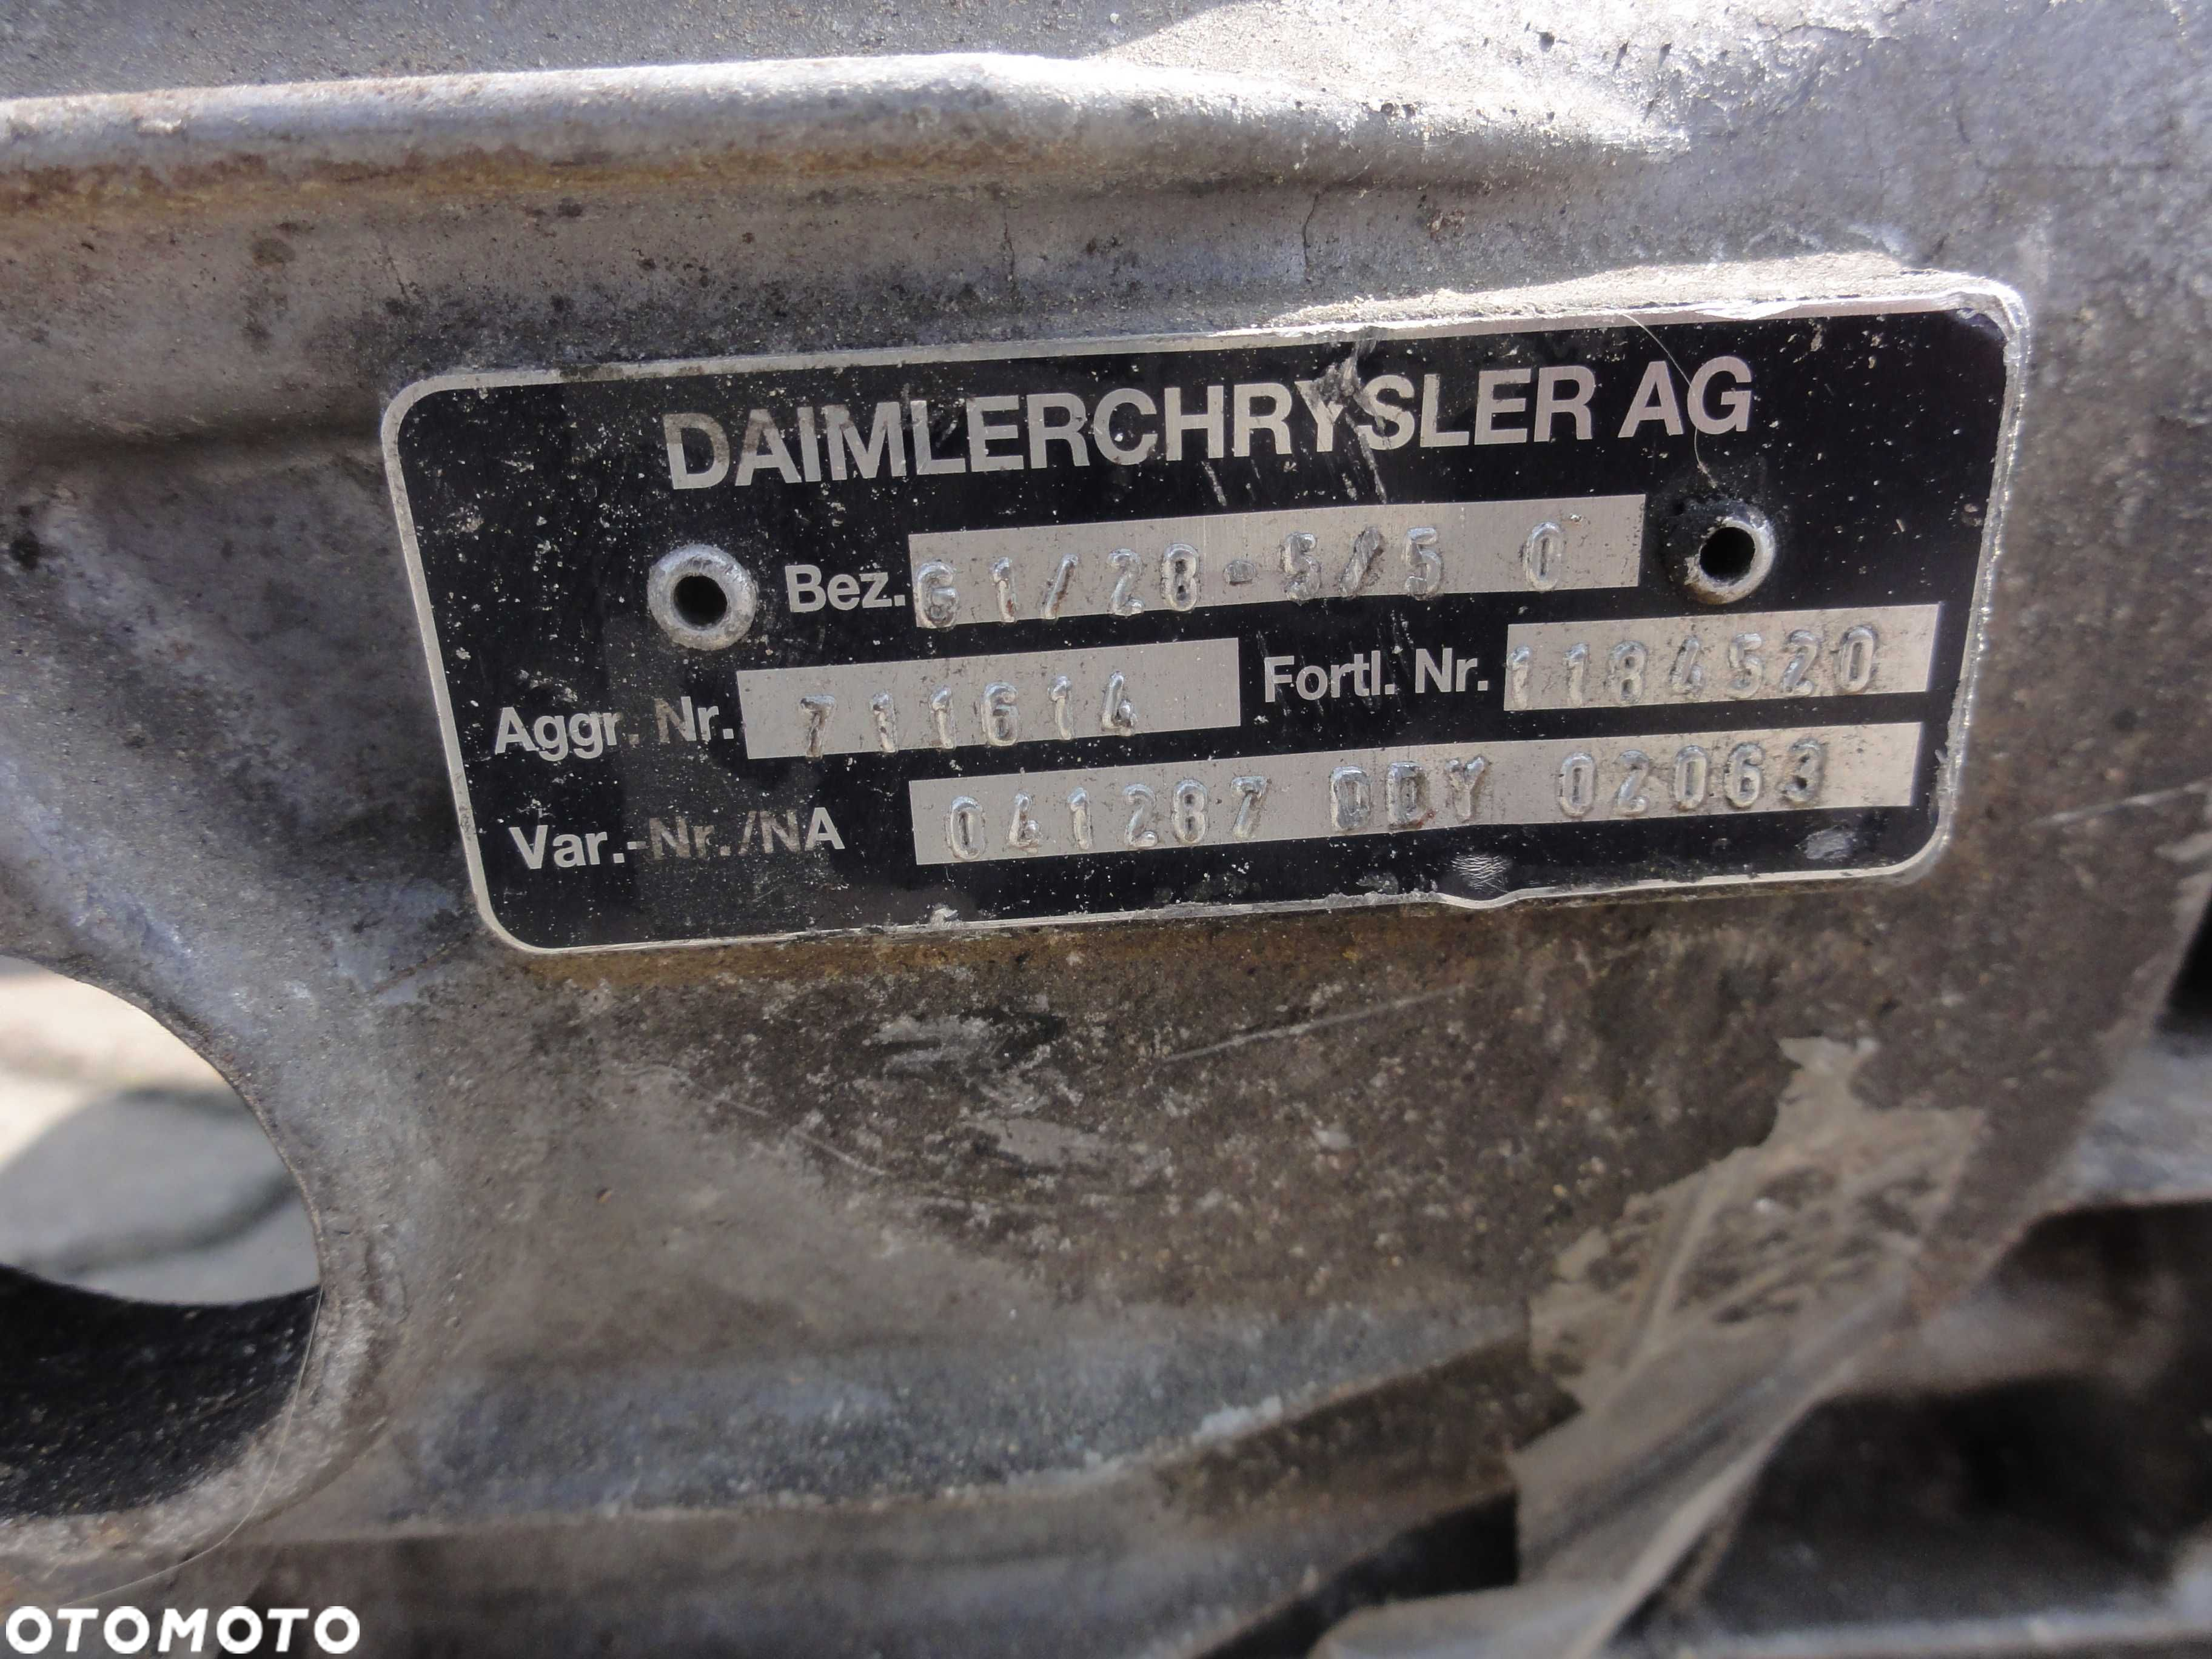 DAIMLERCHRYSLER AG
Bez. G1/28-5/5 0
Aggr. Nr. 711614 Fortl. Nr. 1184520
Var.-Nr./NA 041287 DDY 02063
OTOMOTO